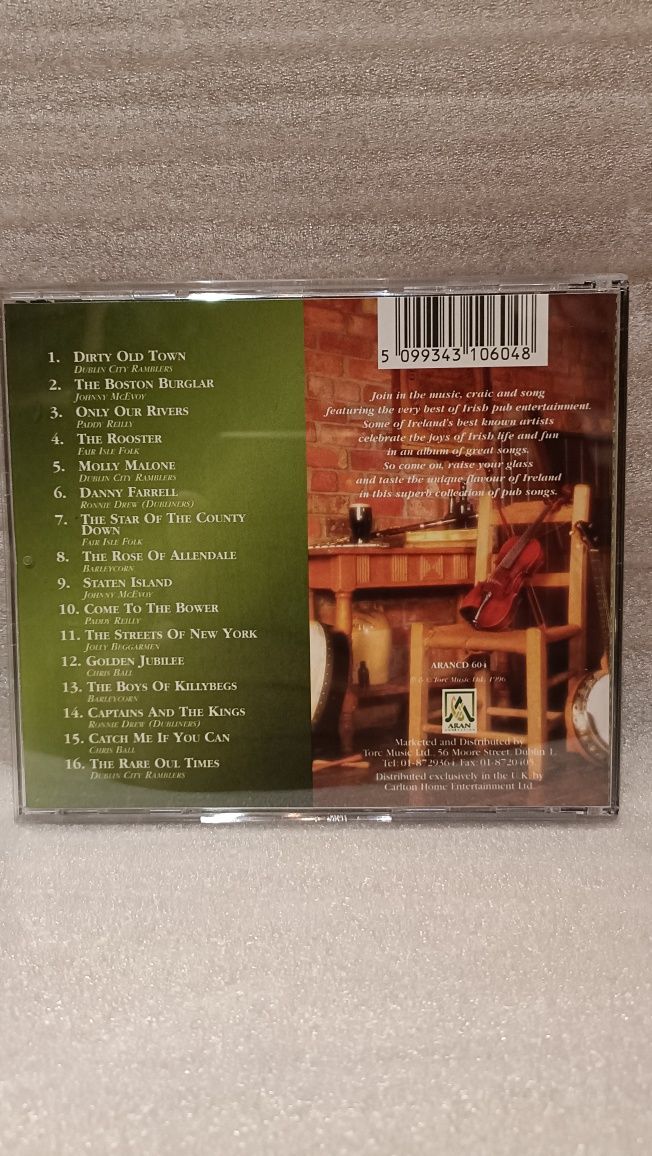 1. DIRTY OLD TOWN
DUBLIN CITY RAMBLERS
2. THE BOSTON BURGLAR
JOHNNY MCEVOY
3. ONLY OUR RIVERS
PADDY REILLY
4. THE ROOSTER
FAIR ISLE FOLK
5. MOLLY MALONE
DUBLIN CITY RAMBLERS
6. DANNY FARRELL
RONNIE DREW (DUBLINERS)
7. THE STAR OF THE COUNTY
DOWN
FAIR ISLE FOLK
8. THE ROSE OF ALLENDALE
BARLEYCORN
9. STATEN ISLAND
JOHNNY MCEVOY
10. COME TO THE BOWER
PADDY REILLY
11. THE STREETS OF NEW YORK
JOLLY BEGGARMEN
12. GOLDEN JUBILEE
CHRIS BALL
13. THE BOYS OF KILLYBEGS
BARLEYCORN
14. CAPTAINS AND THE KINGS
RONNIE DREW (DUBLINERS)
15. CATCH ME IF YOU CAN
CHRIS BALL
16. THE RARE OUL TIMES
DUBLIN CITY RAMBLERS
5 099343 106048
Join in the music, craic and song
featuring the very best of Irish pub entertainment.
Some of Ireland's best known artists
celebrate the joys of Irish life and fun
in an album of great songs.
So come on, raise your glass
and taste the unique flavour of Ireland
in this superb collection of pub songs.
ARANCD 604
℗ & © Torc Music Ltd. 1996
ARAN
Marketed and Distributed by
Torc Music Ltd., 56 Moore Street, Dublin 1.
Tel: 01-8729364. Fax: 01-8720405.
Distributed exclusively in the U.K. by
Carlton Home Entertainment Ltd.